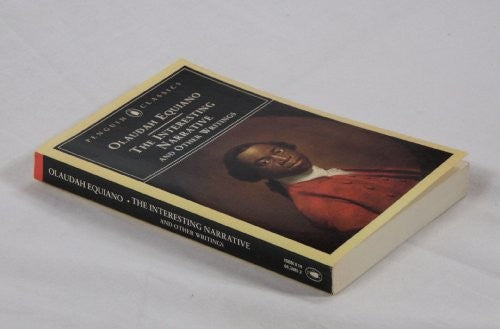 PENGUIN CLASSICS
OLAUDAH EQUIANO
THE INTERESTING
NARRATIVE
AND OTHER WRITINGS
OLAUDAH EQUIANO • THE INTERESTING NARRATIVE
AND OTHER WRITINGS